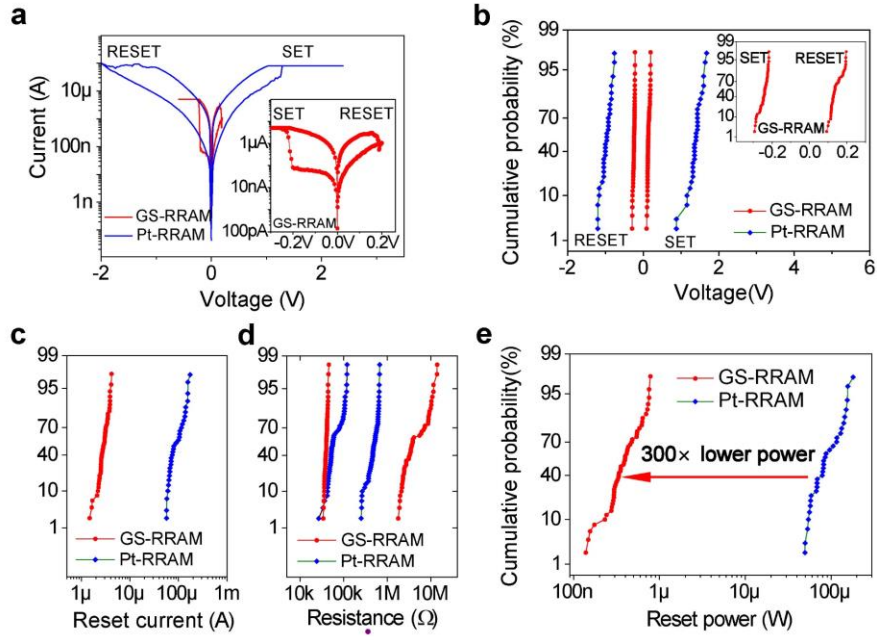 a
RESET SET
Current (A)
10μ
100n
1n
GS-RRAM
Pt-RRAM
-2 0 2
Voltage (V)
SET RESET
1μA
10nA
100pA
GS-RRAM
-0.2V 0.0V 0.2V
b
Cumulative probability (%)
99
95
70
40
10
1
RESET SET
GS-RRAM
Pt-RRAM
-2 0 2 4 6
Voltage(V)
99
95
70
40
10
1
SET RESET
GS-RRAM
-0.2 0.0 0.2
c
99
95
70
40
10
1
GS-RRAM
Pt-RRAM
1μ 100μ 1m
Reset current (A)
d
99
95
70
40
10
1
GS-RRAM
Pt-RRAM
10k 100k 1M 10M
Resistance (Ω)
e
Cumulative probability(%)
99
95
70
40
10
1
GS-RRAM
Pt-RRAM
300× lower power
100n 1μ 10μ 100μ
Reset power (W)